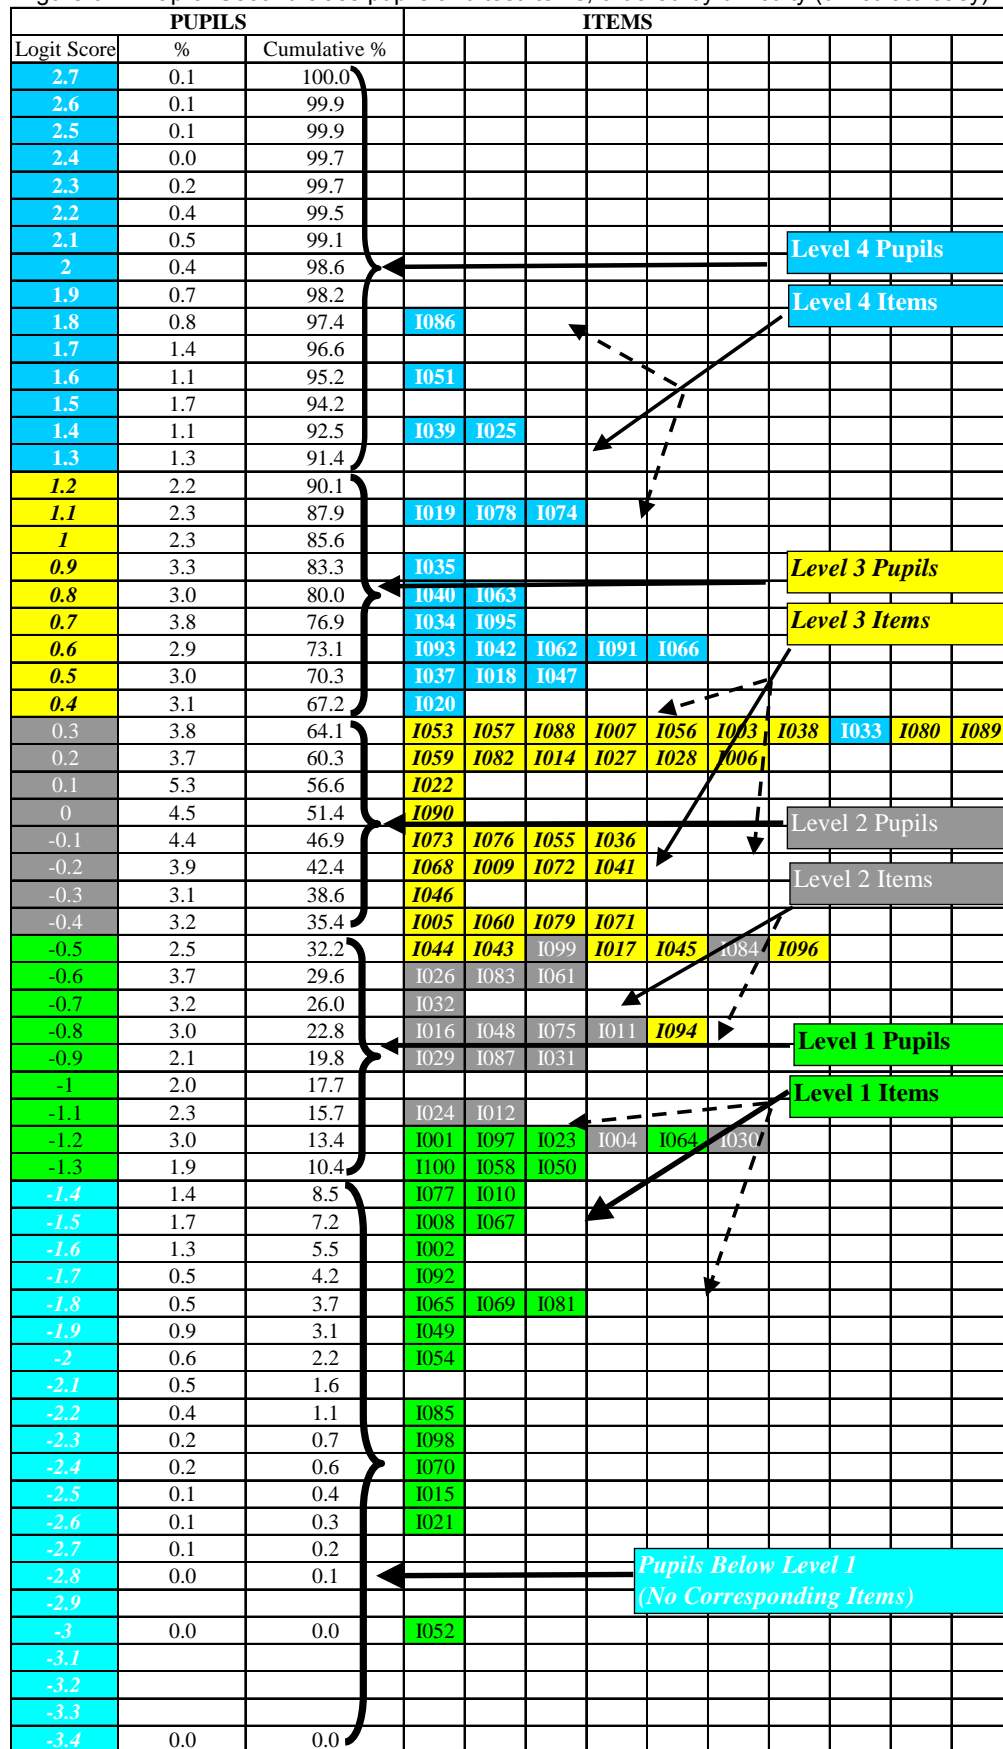 PUPILS ITEMS
Logit Score % Cumulative %
2.7 0.1 100.0
2.6 0.1 99.9
2.5 0.1 99.9
2.4 0.0 99.7
2.3 0.2 99.7
2.2 0.4 99.5
2.1 0.5 99.1
Level 4 Pupils
2 0.4 98.6
1.9 0.7 98.2
Level 4 Items
1.8 0.8 97.4 I086
1.7 1.4 96.6
1.6 1.1 95.2 I051
1.5 1.7 94.2
1.4 1.1 92.5 I039 I025
1.3 1.3 91.4
1.2 2.2 90.1
1.1 2.3 87.9 I019 I078 I074
1 2.3 85.6
0.9 3.3 83.3 I035 Level 3 Pupils
0.8 3.0 80.0 I040 I063
0.7 3.8 76.9 I034 I095 Level 3 Items
0.6 2.9 73.1 I093 I042 I062 I091 I066
0.5 3.0 70.3 I037 I018 I047
0.4 3.1 67.2 I020
0.3 3.8 64.1 I053 I057 I088 I007 I056 I003 I038 I033 I080 I089
0.2 3.7 60.3 I059 I082 I014 I027 I028 I006
0.1 5.3 56.6 I022
0 4.5 51.4 I090
Level 2 Pupils
-0.1 4.4 46.9 I073 I076 I055 I036
-0.2 3.9 42.4 I068 I009 I072 I041
Level 2 Items
-0.3 3.1 38.6 I046
-0.4 3.2 35.4 I005 I060 I079 I071
-0.5 2.5 32.2 I044 I043 I099 I017 I045 I084 I096
-0.6 3.7 29.6 I026 I083 I061
-0.7 3.2 26.0 I032
-0.8 3.0 22.8 I016 I048 I075 I011 I094
Level 1 Pupils
-0.9 2.1 19.8 I029 I087 I031
-1 2.0 17.7
Level 1 Items
-1.1 2.3 15.7 I024 I012
-1.2 3.0 13.4 I001 I097 I023 I004 I064 I030
-1.3 1.9 10.4 I100 I058 I050
-1.4 1.4 8.5 I077 I010
-1.5 1.7 7.2 I008 I067
-1.6 1.3 5.5 I002
-1.7 0.5 4.2 I092
-1.8 0.5 3.7 I065 I069 I081
-1.9 0.9 3.1 I049
-2 0.6 2.2 I054
-2.1 0.5 1.6
-2.2 0.4 1.1 I085
-2.3 0.2 0.7 I098
-2.4 0.2 0.6 I070
-2.5 0.1 0.4 I015
-2.6 0.1 0.3 I021
-2.7 0.1 0.2
Pupils Below Level 1
-2.8 0.0 0.1
(No Corresponding Items)
-2.9
-3 0.0 0.0 I052
-3.1
-3.2
-3.3
-3.4 0.0 0.0